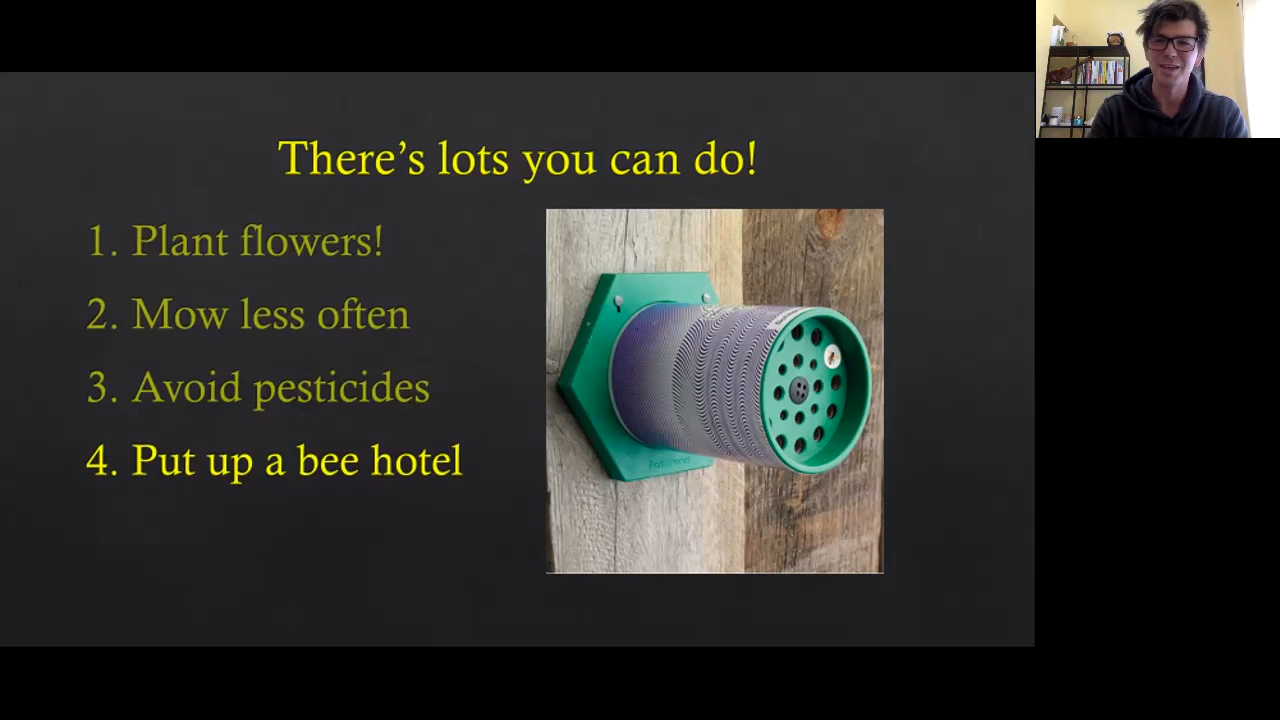 There's lots you can do!
1. Plant flowers!
2. Mow less often
3. Avoid pesticides
4. Put up a bee hotel